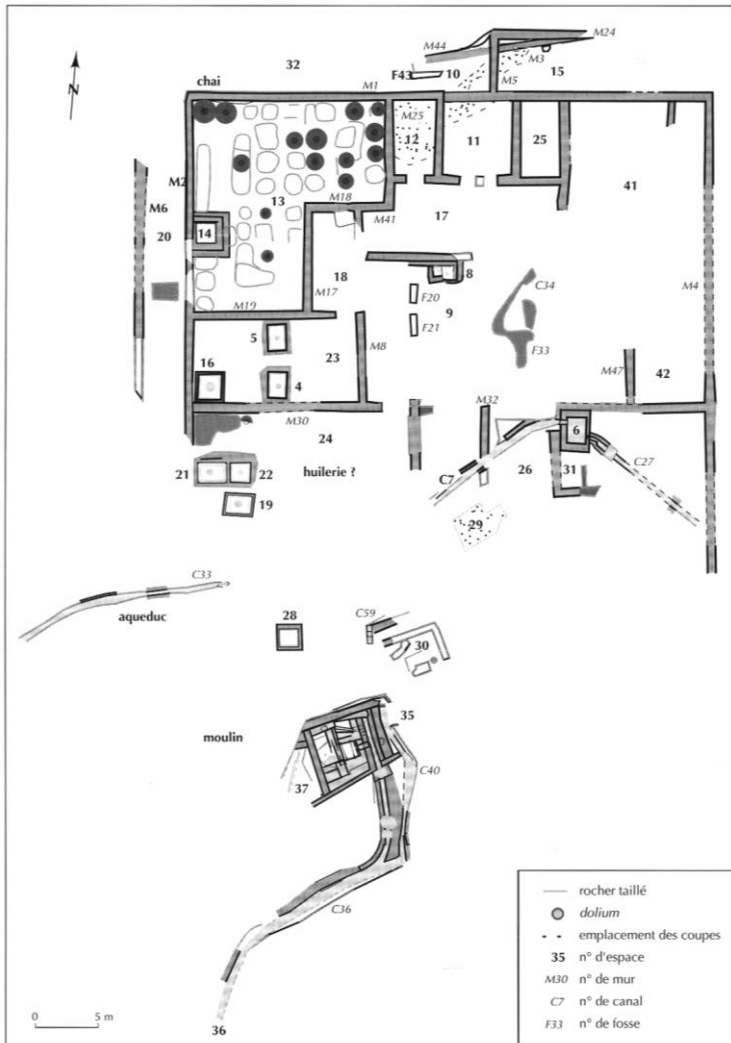 M24
M44
M3
32
F43
10
15
chai
M1
M5
N
M25
12
11
25
41
M2
13
M18
M6
M41
17
20
14
8
18
C34
M4
M17
F20
9
M19
F21
5
23
M8
F33
16
4
M47
42
M32
M30
24
6
21
22
huilerie ?
C7
26
31
C27
19
29
C33
aqueduc
28
C59
30
35
moulin
37
C40
C36
36
0 5 m
rocher taillé
dolium
emplacement des coupes
35 n° d'espace
M30 n° de mur
C7 n° de canal
F33 n° de fosse